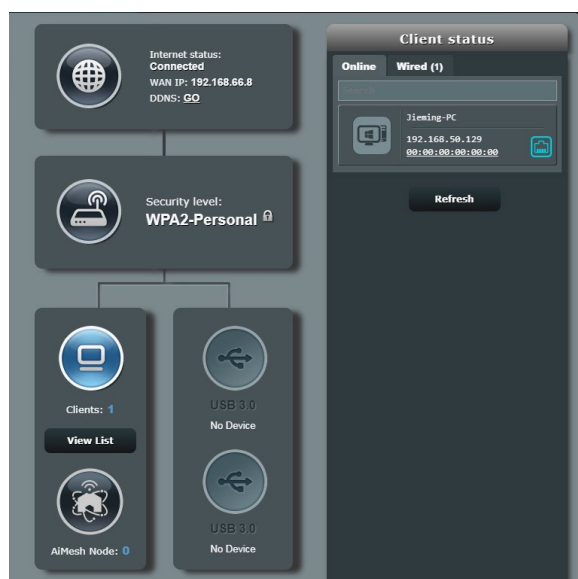 Internet status:
Connected
WAN IP: 192.168.66.8
DDNS: GO
Security level:
WPA2-Personal
Clients: 1
View List
AiMesh Node: 0
USB 3.0
No Device
USB 3.0
No Device
Client status
Online Wired (1)
Search
Jieming-PC
192.168.50.129
00:00:00:00:00:00
Refresh